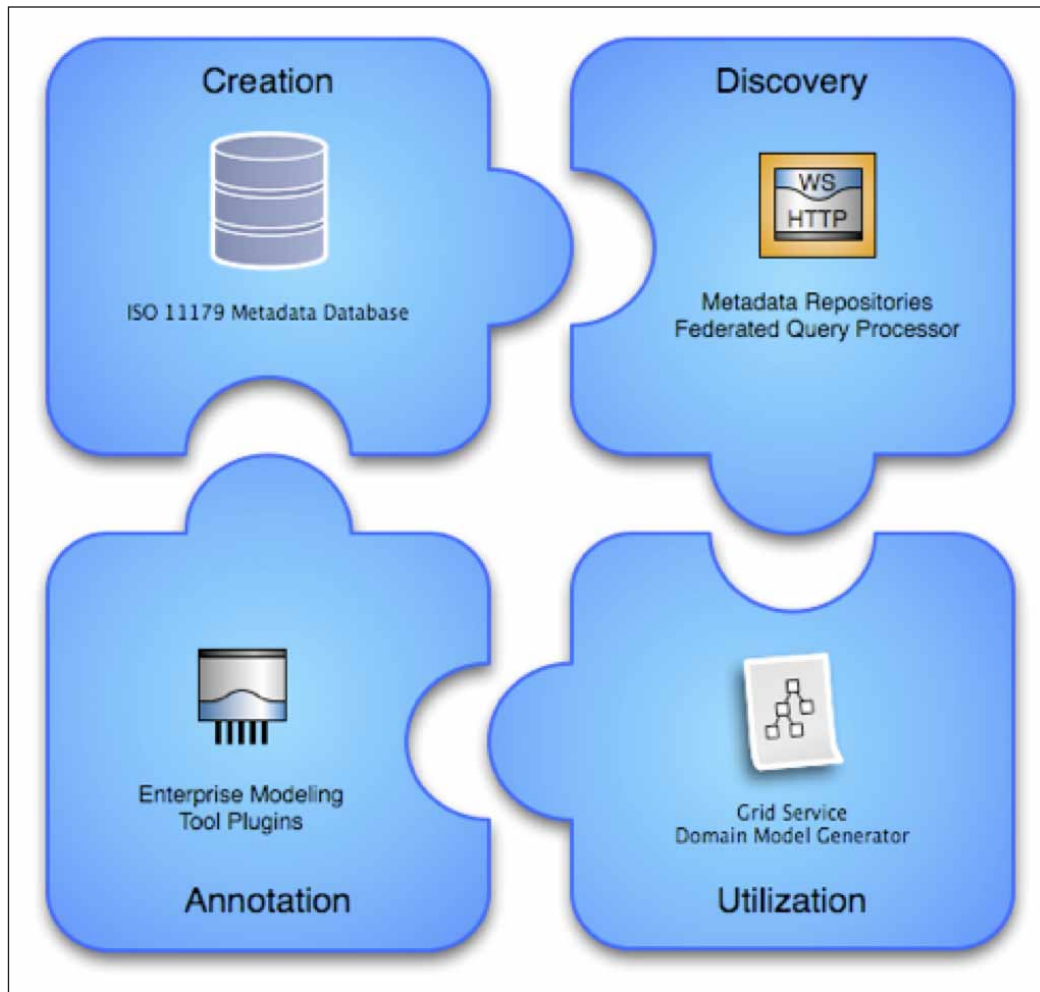 Creation
ISO 11179 Metadata Database
Discovery
WS
HTTP
Metadata Repositories
Federated Query Processor
Enterprise Modeling
Tool Plugins
Annotation
Grid Service
Domain Model Generator
Utilization